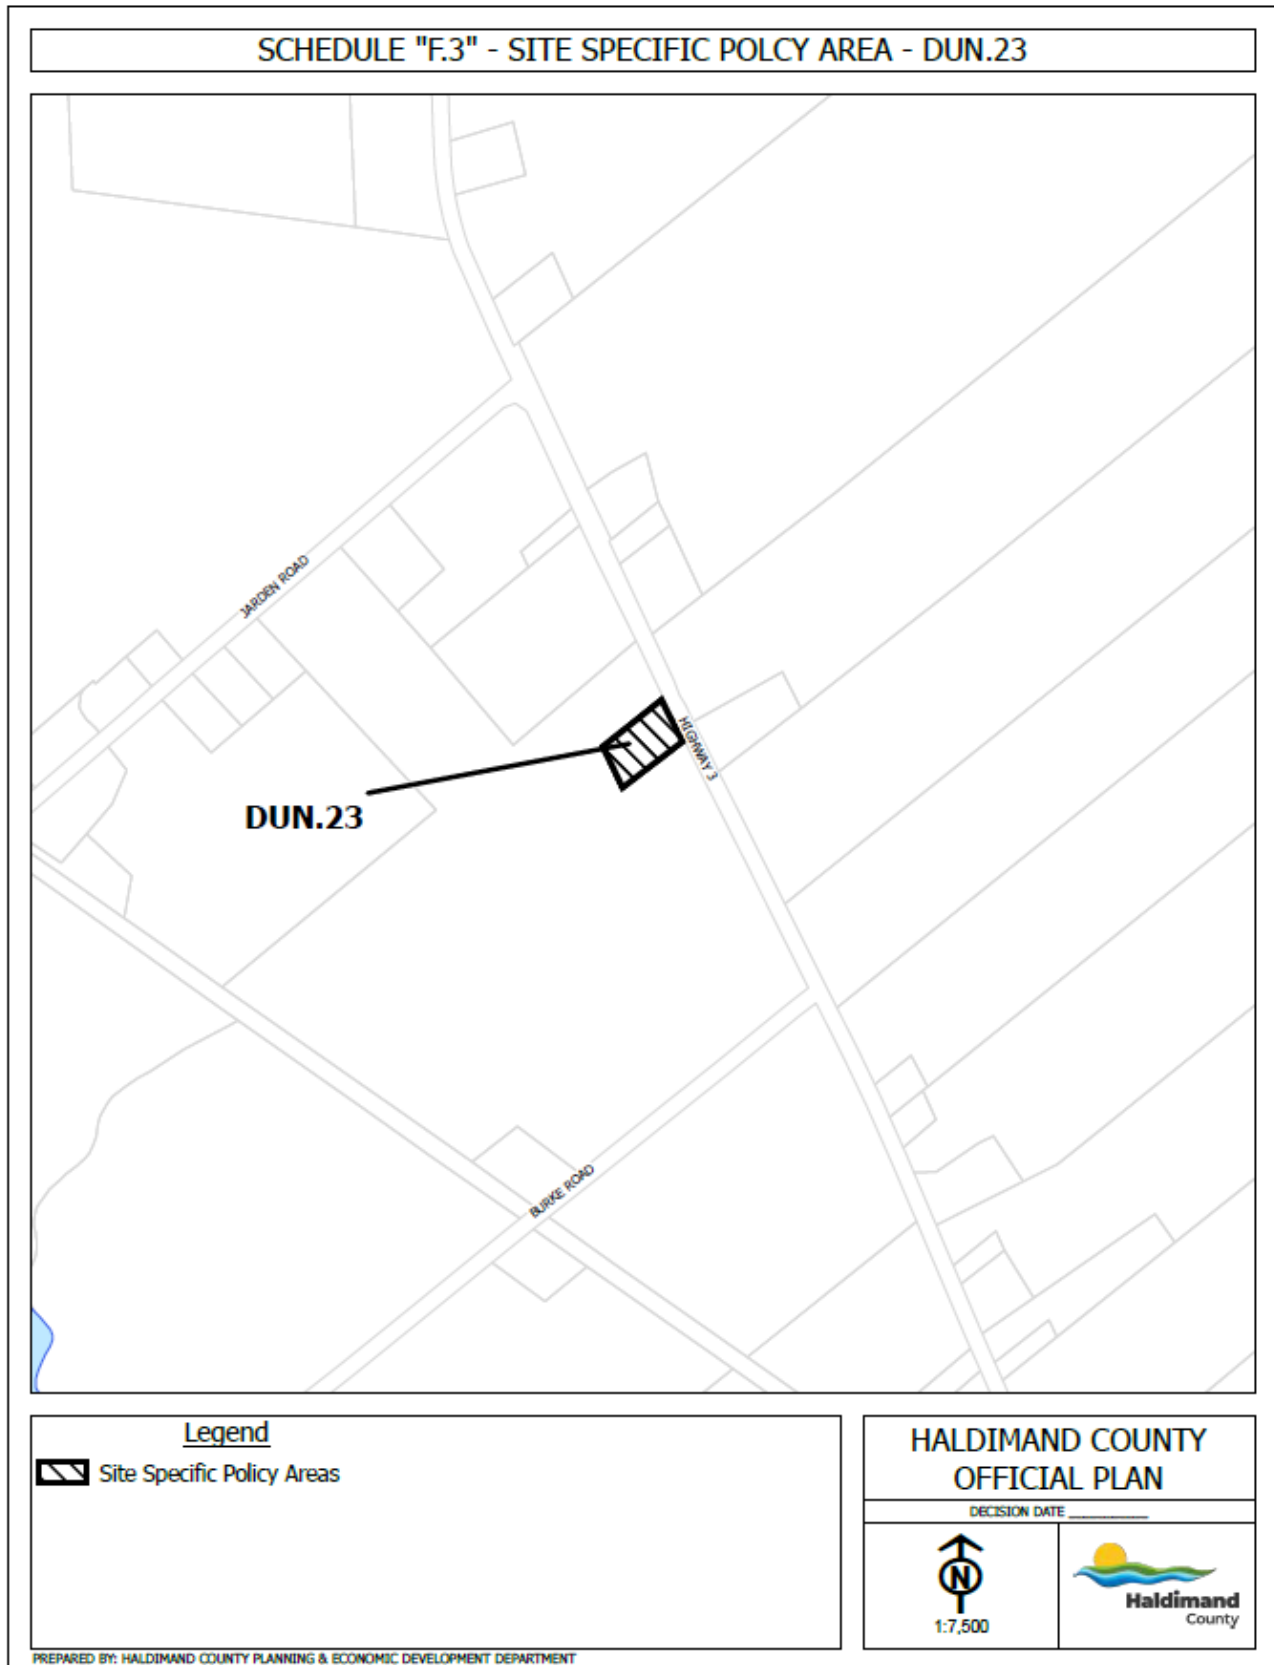 SCHEDULE "F.3" - SITE SPECIFIC POLCY AREA - DUN.23
JARDEN ROAD
HIGHWAY 3
DUN.23
BURKE ROAD
Legend
Site Specific Policy Areas
HALDIMAND COUNTY
OFFICIAL PLAN
DECISION DATE ___________
N
1:7,500
Haldimand
County
PREPARED BY: HALDIMAND COUNTY PLANNING & ECONOMIC DEVELOPMENT DEPARTMENT